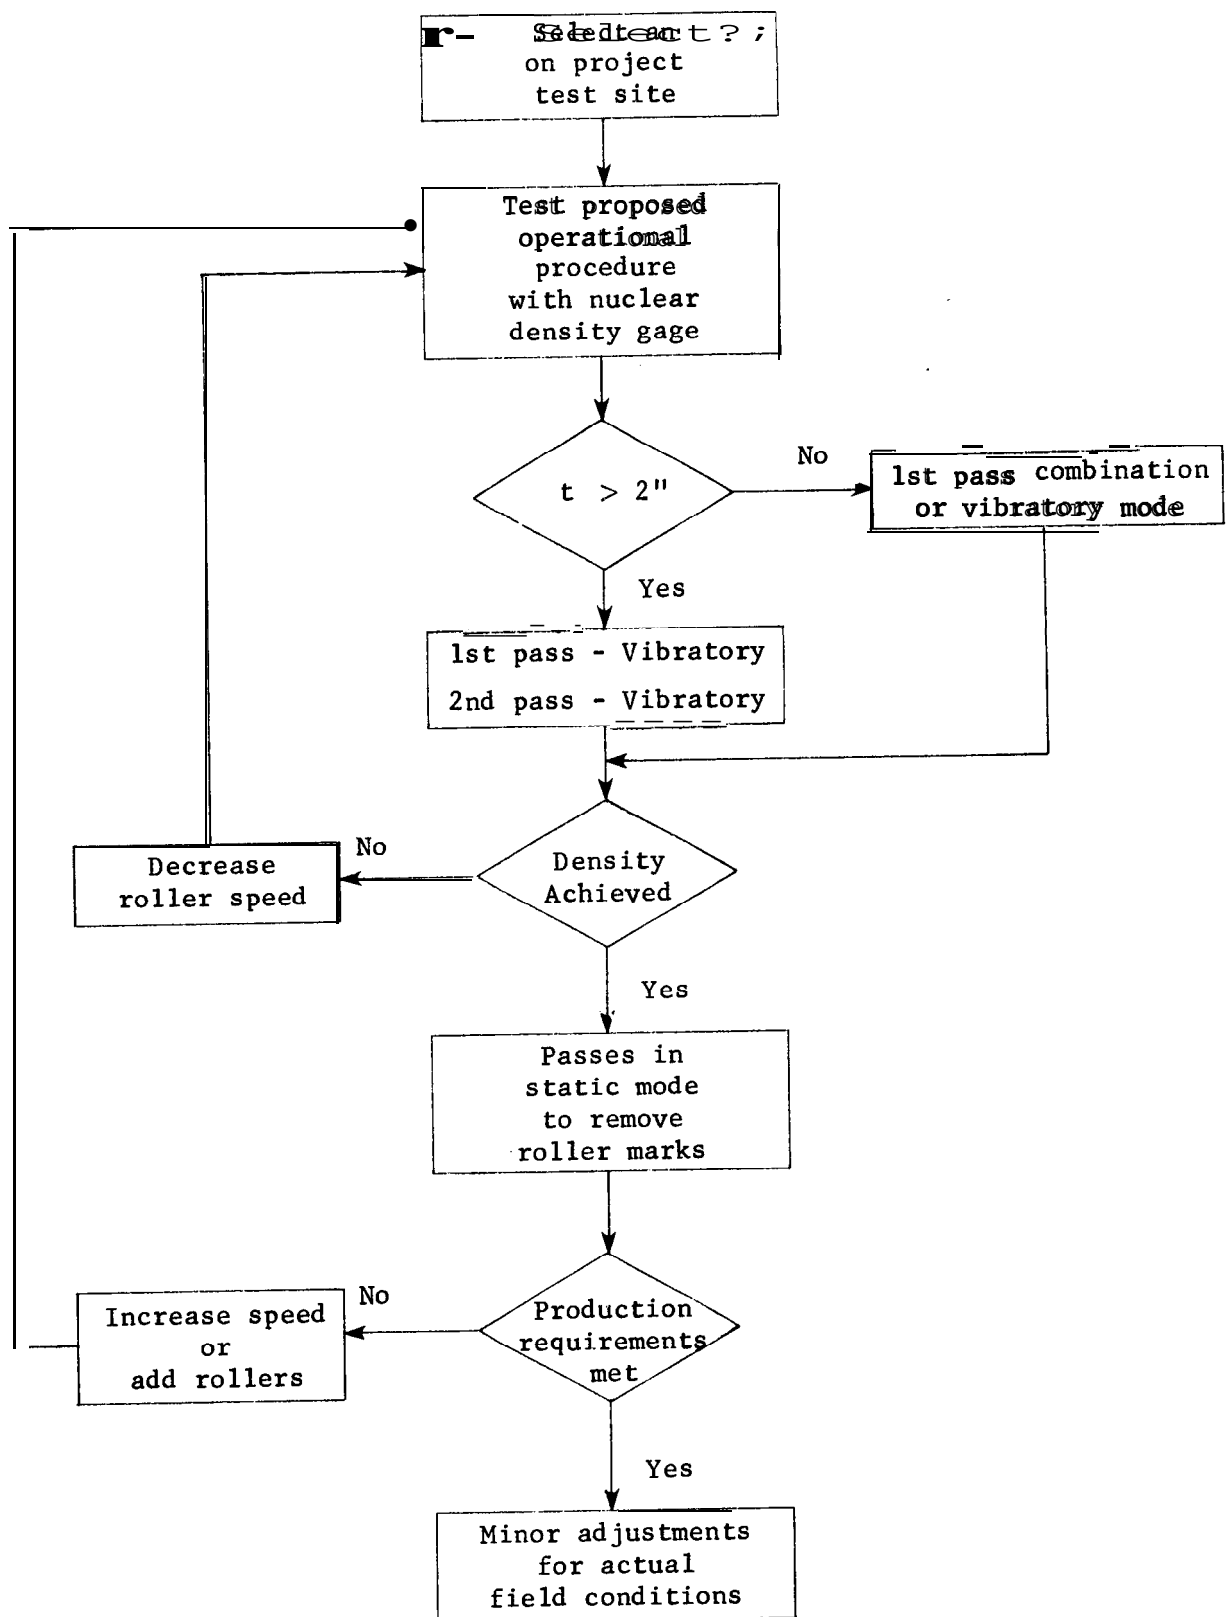 Select an
on project
test site
Test proposed
operational
procedure
with nuclear
density gage
t > 2"
No
1st pass combination
or vibratory mode
Yes
1st pass - Vibratory
2nd pass - Vibratory
Density
Achieved
No
Decrease
roller speed
Yes
Passes in
static mode
to remove
roller marks
Production
requirements
met
No
Increase speed
or
add rollers
Yes
Minor adjustments
for actual
field conditions